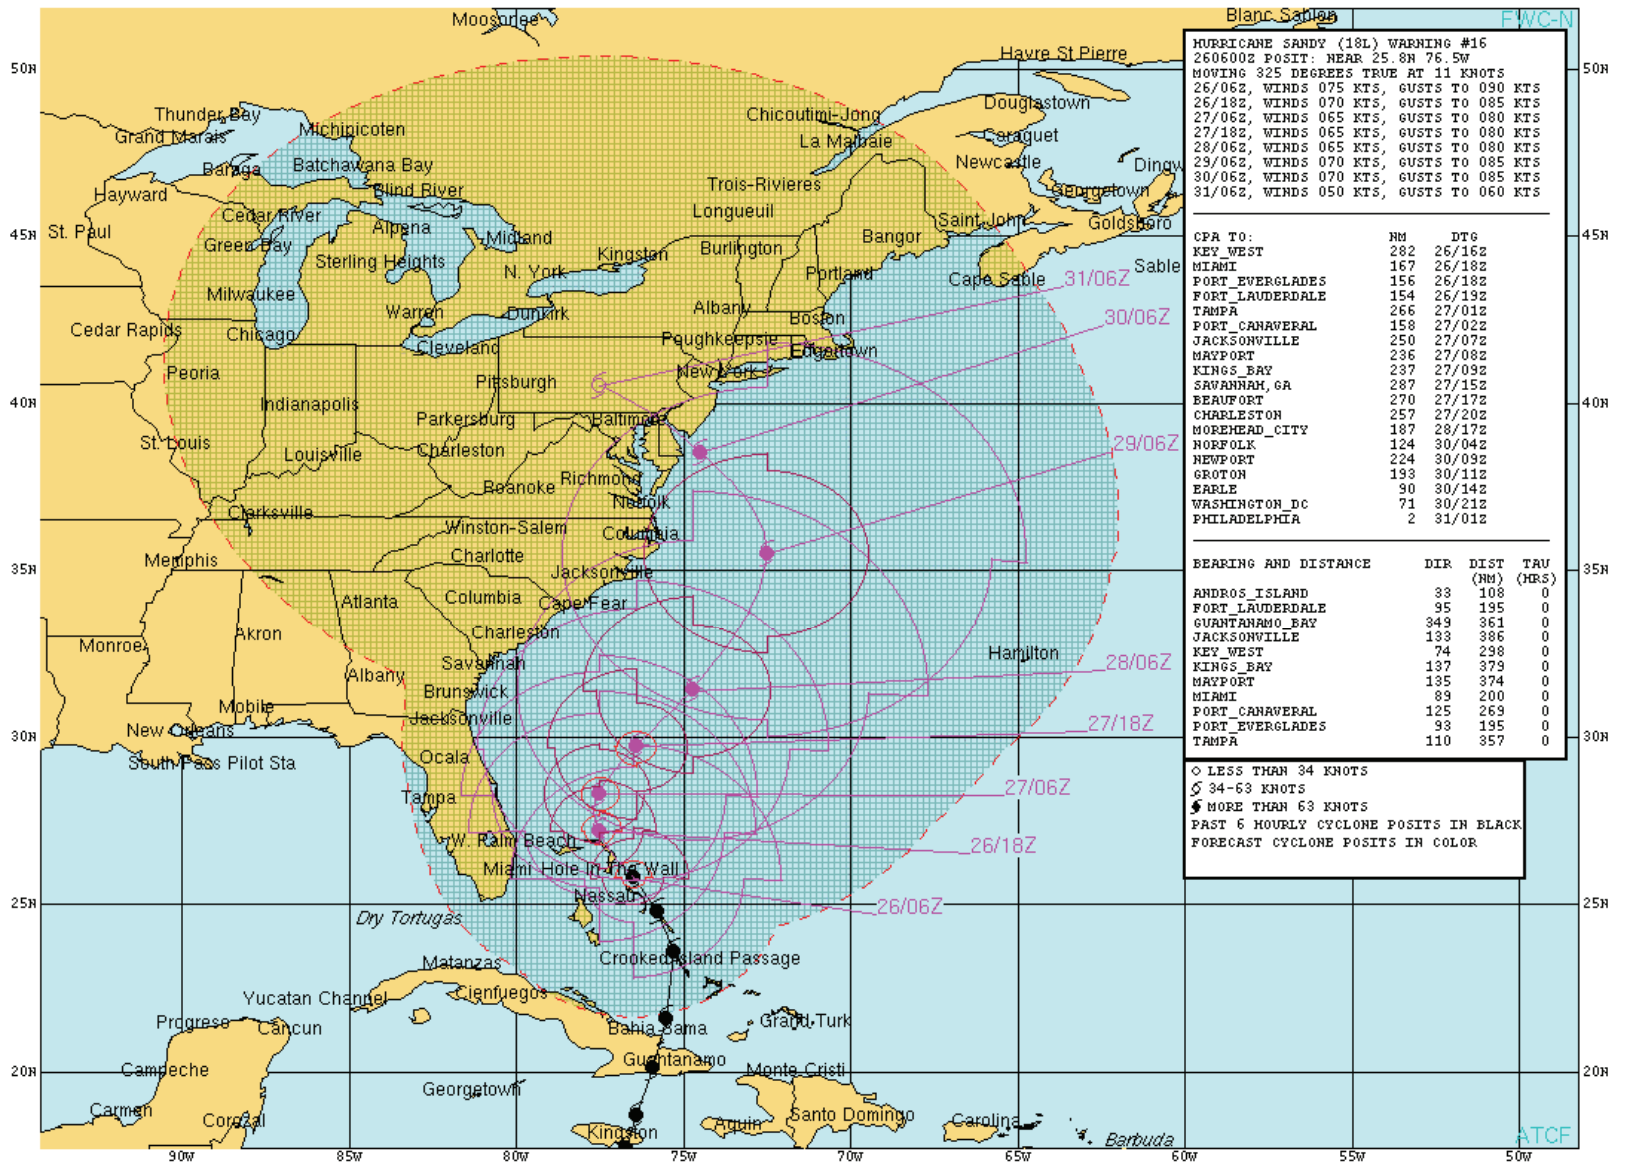 Moosonee
Blanc Sablon
FWC-N
50N
Havre St Pierre
50N
Thunder Bay
Grand Marais
Michipicoten
Chicoutimi-Jong
Douglastown
La Malbaie
Caraquet
Baraga
Batchawana Bay
Newcastle
Dingw
Hayward
Blind River
Trois-Rivieres
Georgetown
Cedar River
Longueuil
Saint John
Goldsboro
St. Paul
45N
Alpena
Midland
Green Bay
Kingston
Burlington
Bangor
45N
Sterling Heights
N. York
Portland
Cape Sable
Sable
Milwaukee
31/06Z
Warren
Dunkirk
Albany
Boston
30/06Z
Cedar Rapids
Chicago
Cleveland
Poughkeepsie
Edgartown
Peoria
Pittsburgh
New York
40N
Indianapolis
Parkersburg
Baltimore
40N
St. Louis
Louisville
Charleston
29/06Z
Roanoke
Richmond
Clarksville
Norfolk
Winston-Salem
Columbia
Memphis
Charlotte
35N
Jacksonville
35N
Atlanta
Columbia
Cape Fear
Monroe
Akron
Charleston
Hamilton
Albany
Savannah
28/06Z
Brunswick
Mobile
Jacksonville
27/18Z
30N
New Orleans
30N
South Pass Pilot Sta
Ocala
Tampa
27/06Z
W. Palm Beach
26/18Z
Miami
Hole In The Wall
Nassau
26/06Z
25N
Dry Tortugas
25N
Matanzas
Crooked Island Passage
Yucatan Channel
Cienfuegos
Progreso
Cancun
Bahia Sama
Grand Turk
20N
Campeche
Guantanamo
Monte Cristi
20N
Georgetown
Carmen
Corozal
Kingston
Aquin
Santo Domingo
Carolina
Barbuda
ATCF
90W 85W 80W 75W 70W 65W 60W 55W 50W
HURRICANE SANDY (18L) WARNING #16
260600Z POSIT: NEAR 25.8N 76.5W
MOVING 325 DEGREES TRUE AT 11 KNOTS
26/06Z, WINDS 075 KTS, GUSTS TO 090 KTS
26/18Z, WINDS 070 KTS, GUSTS TO 085 KTS
27/06Z, WINDS 065 KTS, GUSTS TO 080 KTS
27/18Z, WINDS 065 KTS, GUSTS TO 080 KTS
28/06Z, WINDS 065 KTS, GUSTS TO 080 KTS
29/06Z, WINDS 070 KTS, GUSTS TO 085 KTS
30/06Z, WINDS 070 KTS, GUSTS TO 085 KTS
31/06Z, WINDS 050 KTS, GUSTS TO 060 KTS
CPA TO: NM DTG
KEY_WEST 282 26/16Z
MIAMI 167 26/18Z
PORT_EVERGLADES 156 26/18Z
FORT_LAUDERDALE 154 26/19Z
TAMPA 266 27/01Z
PORT_CANAVERAL 158 27/02Z
JACKSONVILLE 250 27/07Z
MAYPORT 236 27/08Z
KINGS_BAY 237 27/09Z
SAVANNAH,GA 287 27/15Z
BEAUFORT 270 27/17Z
CHARLESTON 257 27/20Z
MOREHEAD_CITY 187 28/17Z
NORFOLK 124 30/04Z
NEWPORT 224 30/09Z
GROTON 193 30/11Z
EARLE 90 30/14Z
WASHINGTON_DC 71 30/21Z
PHILADELPHIA 2 31/01Z
BEARING AND DISTANCE DIR DIST TAU
(NM) (HRS)
ANDROS_ISLAND 33 108 0
FORT_LAUDERDALE 95 195 0
GUANTANAMO_BAY 349 361 0
JACKSONVILLE 133 386 0
KEY_WEST 74 298 0
KINGS_BAY 137 379 0
MAYPORT 135 374 0
MIAMI 89 200 0
PORT_CANAVERAL 125 269 0
PORT_EVERGLADES 93 195 0
TAMPA 110 357 0
LESS THAN 34 KNOTS
34-63 KNOTS
MORE THAN 63 KNOTS
PAST 6 HOURLY CYCLONE POSITS IN BLACK
FORECAST CYCLONE POSITS IN COLOR